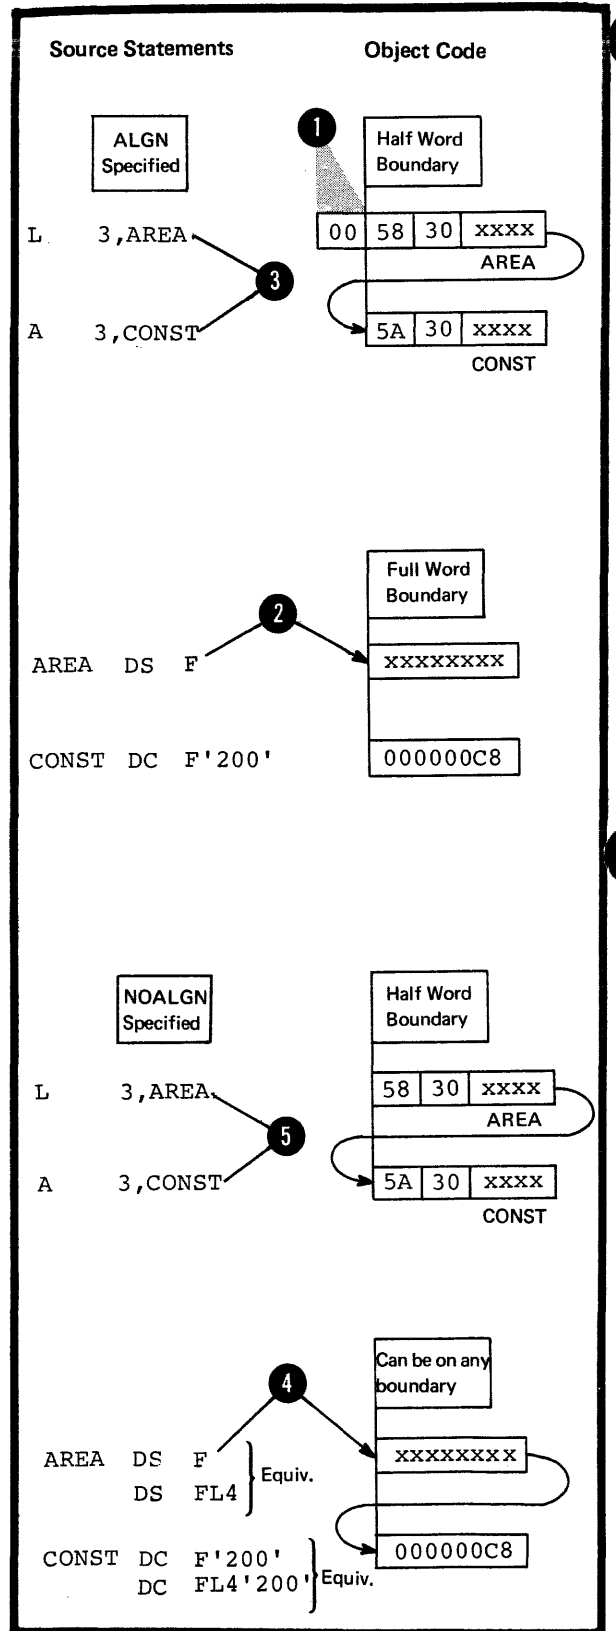 Source Statements Object Code
1
ALGN
Specified
Half Word
Boundary
L 3,AREA
00 58 30 xxxx
AREA
3
A 3,CONST
5A 30 xxxx
CONST
Full Word
Boundary
2
AREA DS F
xxxxxxxx
CONST DC F'200'
000000C8
NOALGN
Specified
Half Word
Boundary
L 3,AREA
58 30 xxxx
AREA
5
A 3,CONST
5A 30 xxxx
CONST
Can be on any
boundary
4
AREA DS F
DS FL4
Equiv.
xxxxxxxx
CONST DC F'200'
DC FL4'200'
Equiv.
000000C8